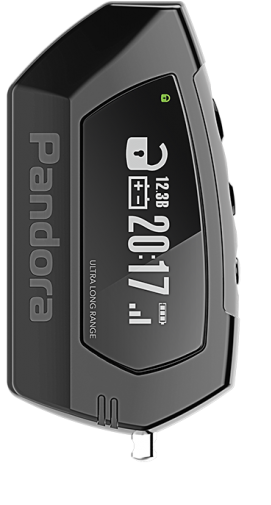 12.3В
20:17
ULTRA LONG RANGE
Pandora